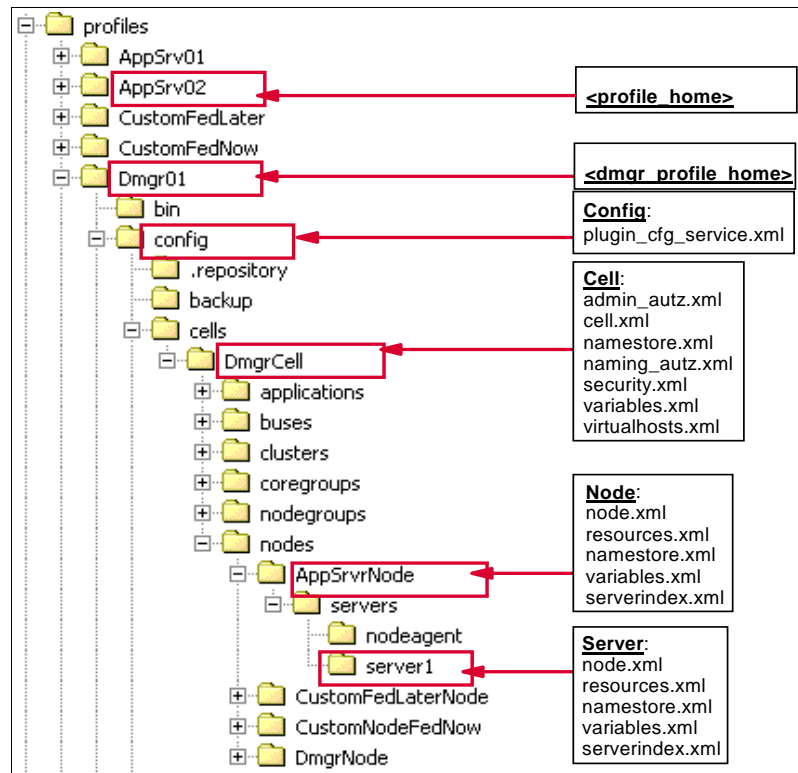 profiles
AppSrv01
AppSrv02
<profile_home>
CustomFedLater
CustomFedNow
Dmgr01
<dmgr_profile_home>
bin
config
Config:
plugin_cfg_service.xml
.repository
backup
cells
DmgrCell
Cell:
admin_autz.xml
cell.xml
namestore.xml
naming_autz.xml
security.xml
variables.xml
virtualhosts.xml
applications
buses
clusters
coregroups
nodegroups
nodes
AppSrvrNode
Node:
node.xml
resources.xml
namestore.xml
variables.xml
serverindex.xml
servers
nodeagent
server1
Server:
node.xml
resources.xml
namestore.xml
variables.xml
serverindex.xml
CustomFedLaterNode
CustomNodeFedNow
DmgrNode